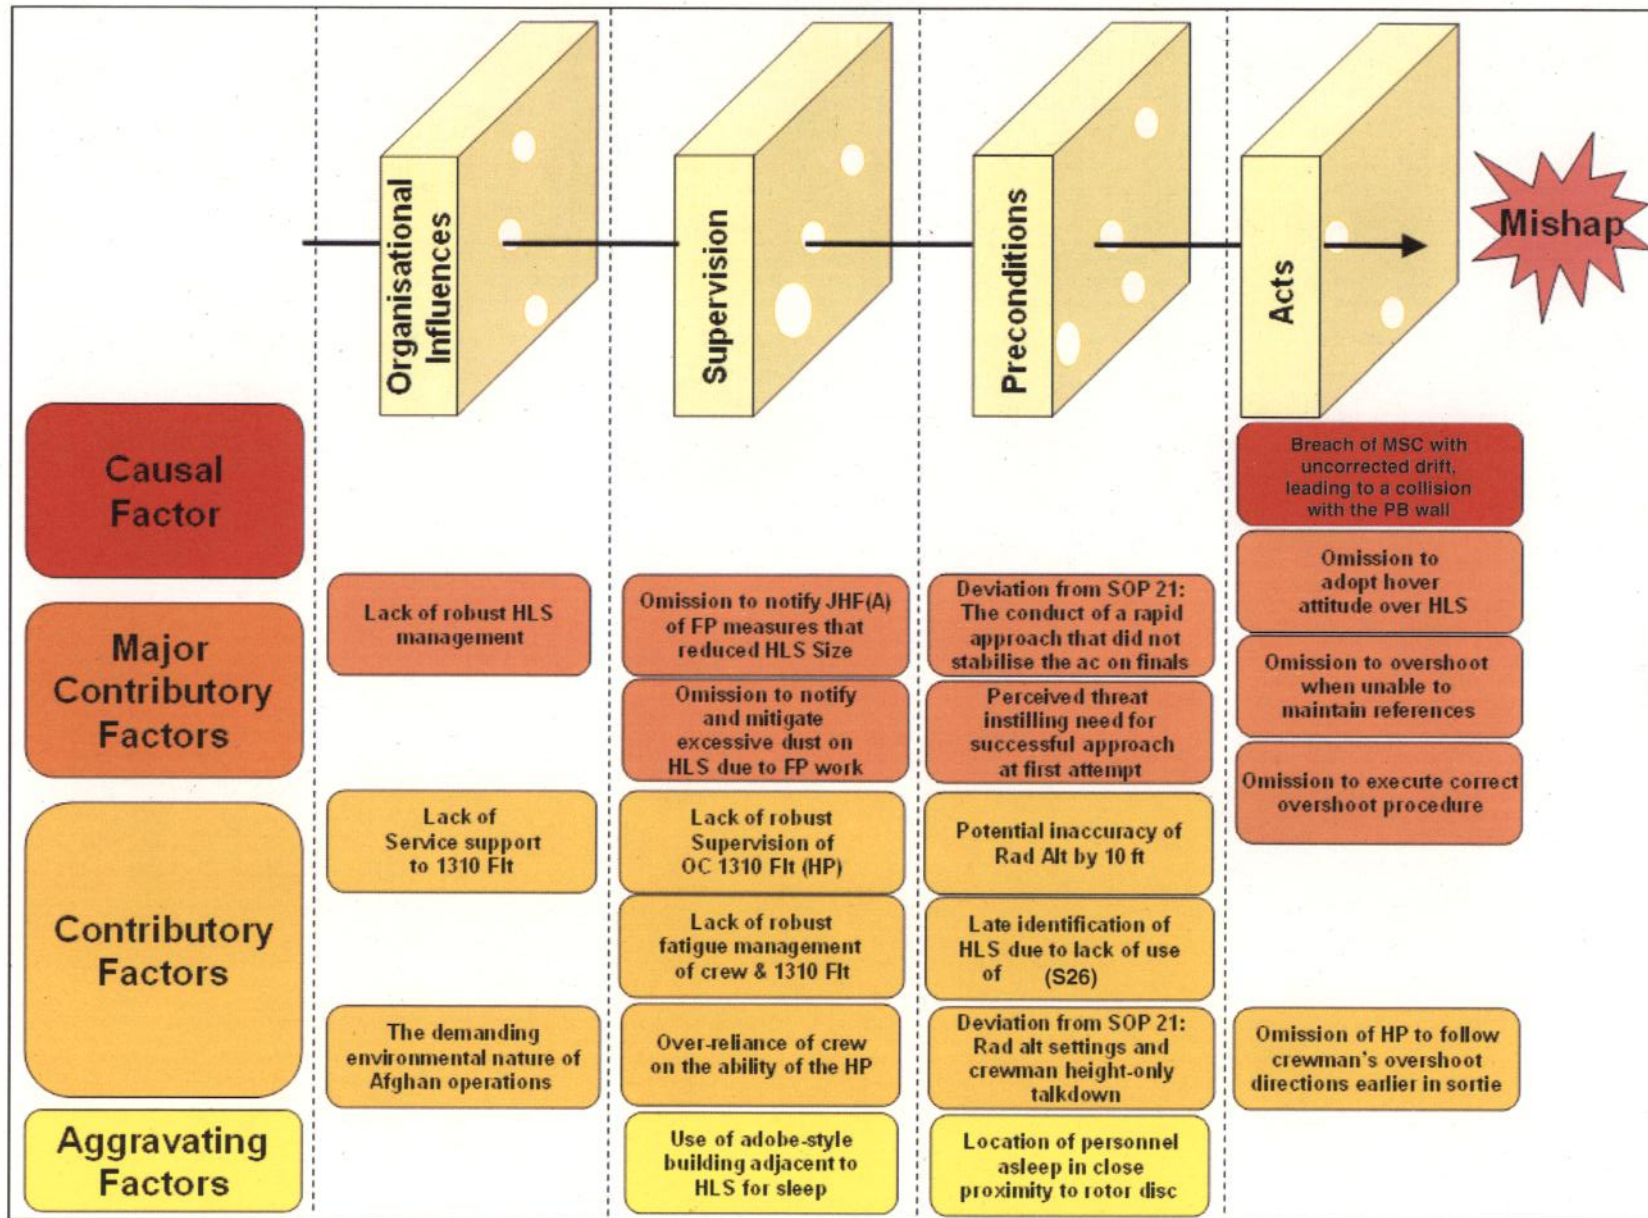 Organisational
Influences
Supervision
Preconditions
Acts
Mishap
Causal
Factor
Breach of MSC with
uncorrected drift,
leading to a collision
with the PB wall
Major
Contributory
Factors
Lack of robust HLS
management
Omission to notify JHF(A)
of FP measures that
reduced HLS Size
Omission to notify
and mitigate
excessive dust on
HLS due to FP work
Deviation from SOP 21:
The conduct of a rapid
approach that did not
stabilise the ac on finals
Perceived threat
instilling need for
successful approach
at first attempt
Omission to
adopt hover
attitude over HLS
Omission to overshoot
when unable to
maintain references
Omission to execute correct
overshoot procedure
Contributory
Factors
Lack of
Service support
to 1310 Flt
The demanding
environmental nature of
Afghan operations
Lack of robust
Supervision of
OC 1310 Flt (HP)
Lack of robust
fatigue management
of crew & 1310 Flt
Over-reliance of crew
on the ability of the HP
Potential inaccuracy of
Rad Alt by 10 ft
Late identification of
HLS due to lack of use
of (S26)
Deviation from SOP 21:
Rad alt settings and
crewman height-only
talkdown
Omission of HP to follow
crewman's overshoot
directions earlier in sortie
Aggravating
Factors
Use of adobe-style
building adjacent to
HLS for sleep
Location of personnel
asleep in close
proximity to rotor disc